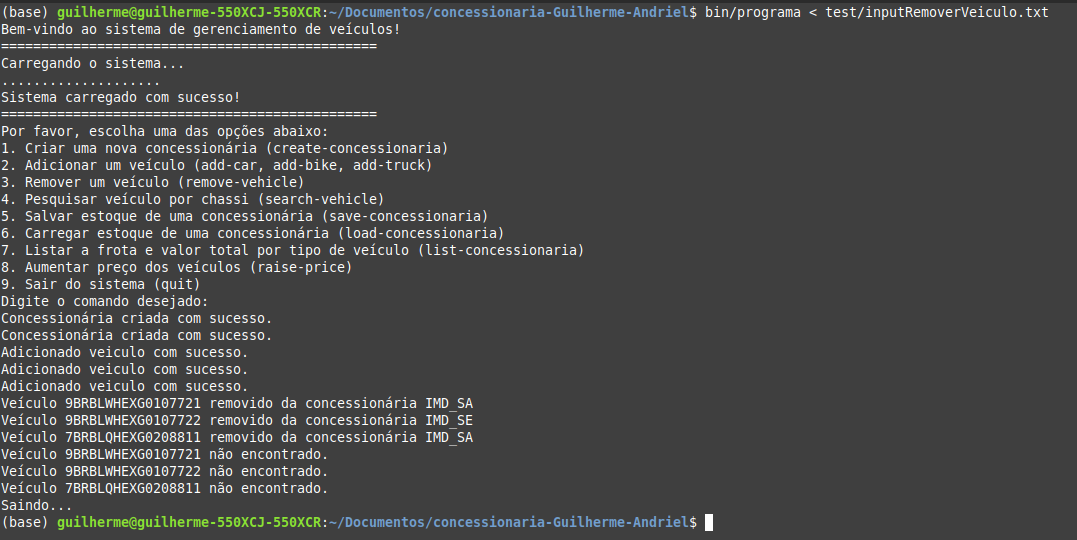 (base) guilherme@guilherme-550XCJ-550XCR:~/Documentos/concessionaria-Guilherme-Andriel$ bin/programa < test/inputRemoverVeiculo.txt
Bem-vindo ao sistema de gerenciamento de veículos!
===============================================
Carregando o sistema...
....................
Sistema carregado com sucesso!
===============================================
Por favor, escolha uma das opções abaixo:
1. Criar uma nova concessionária (create-concessionaria)
2. Adicionar um veículo (add-car, add-bike, add-truck)
3. Remover um veículo (remove-vehicle)
4. Pesquisar veículo por chassi (search-vehicle)
5. Salvar estoque de uma concessionária (save-concessionaria)
6. Carregar estoque de uma concessionária (load-concessionaria)
7. Listar a frota e valor total por tipo de veículo (list-concessionaria)
8. Aumentar preço dos veículos (raise-price)
9. Sair do sistema (quit)
Digite o comando desejado:
Concessionária criada com sucesso.
Concessionária criada com sucesso.
Adicionado veiculo com sucesso.
Adicionado veiculo com sucesso.
Adicionado veiculo com sucesso.
Veículo 9BRBLWHEXG0107721 removido da concessionária IMD_SA
Veículo 9BRBLWHEXG0107722 removido da concessionária IMD_SE
Veículo 7BRBLQHEXG0208811 removido da concessionária IMD_SA
Veículo 9BRBLWHEXG0107721 não encontrado.
Veículo 9BRBLWHEXG0107722 não encontrado.
Veículo 7BRBLQHEXG0208811 não encontrado.
Saindo...
(base) guilherme@guilherme-550XCJ-550XCR:~/Documentos/concessionaria-Guilherme-Andriel$